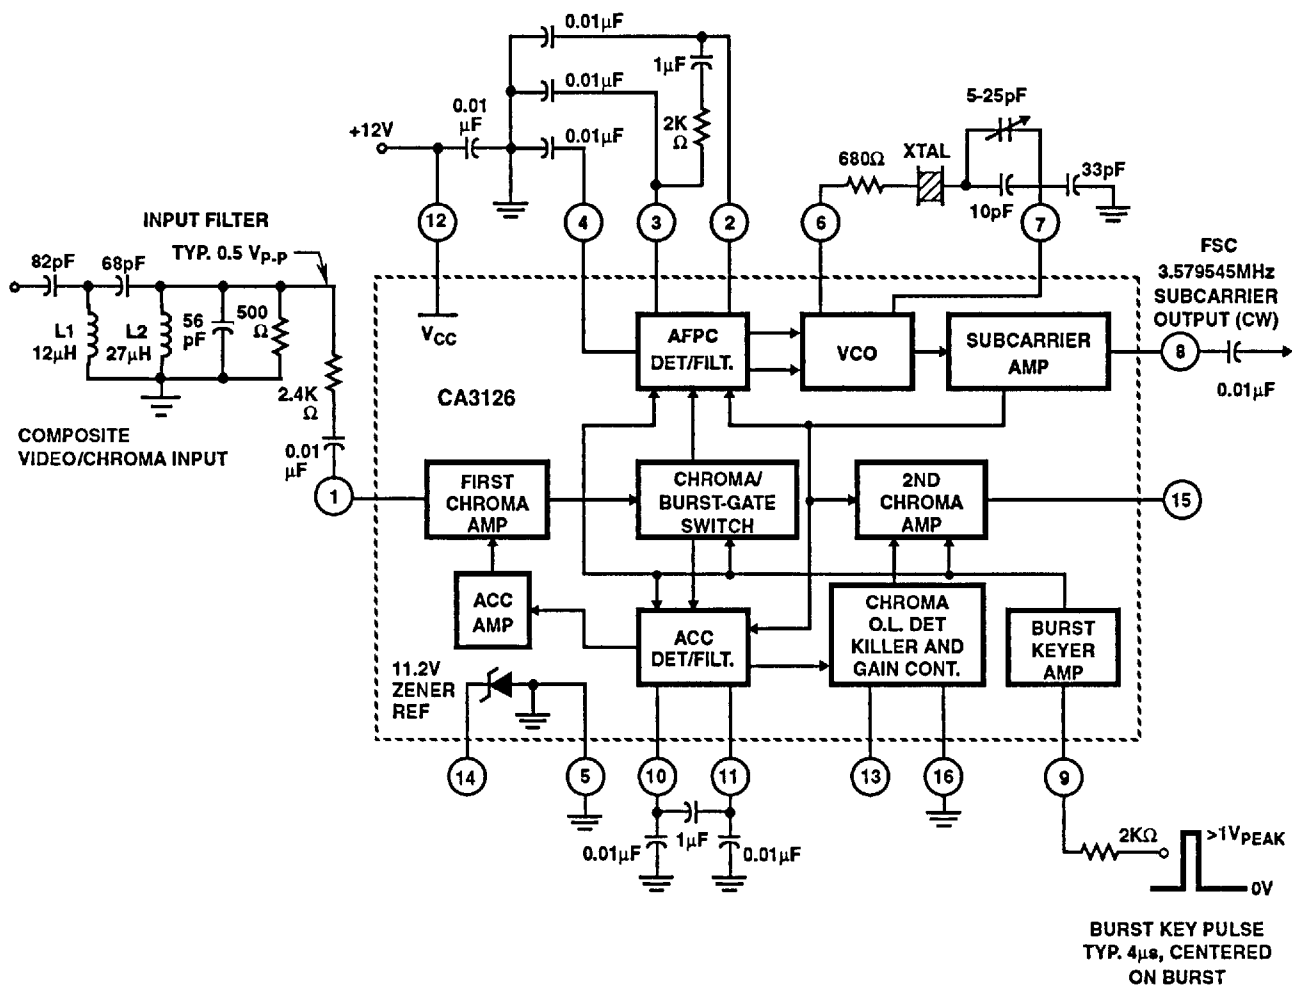 0.01μF
0.01μF
1μF
0.01
μF
0.01μF
2K
Ω
+12V
5-25pF
680Ω
XTAL
33pF
10pF
12
4
3
2
6
7
INPUT FILTER
TYP. 0.5 VP-P
82pF
68pF
L1
12μH
L2
27μH
56
pF
500
Ω
2.4K
Ω
0.01
μF
COMPOSITE
VIDEO/CHROMA INPUT
1
VCC
CA3126
AFPC
DET/FILT.
VCO
SUBCARRIER
AMP
FSC
3.579545MHz
SUBCARRIER
OUTPUT (CW)
8
0.01μF
FIRST
CHROMA
AMP
CHROMA/
BURST-GATE
SWITCH
2ND
CHROMA
AMP
15
ACC
AMP
ACC
DET/FILT.
CHROMA
O.L. DET
KILLER AND
GAIN CONT.
BURST
KEYER
AMP
11.2V
ZENER
REF
14
5
10
11
13
16
9
0.01μF
1μF
0.01μF
2KΩ
>1VPEAK
0V
BURST KEY PULSE
TYP. 4μs, CENTERED
ON BURST